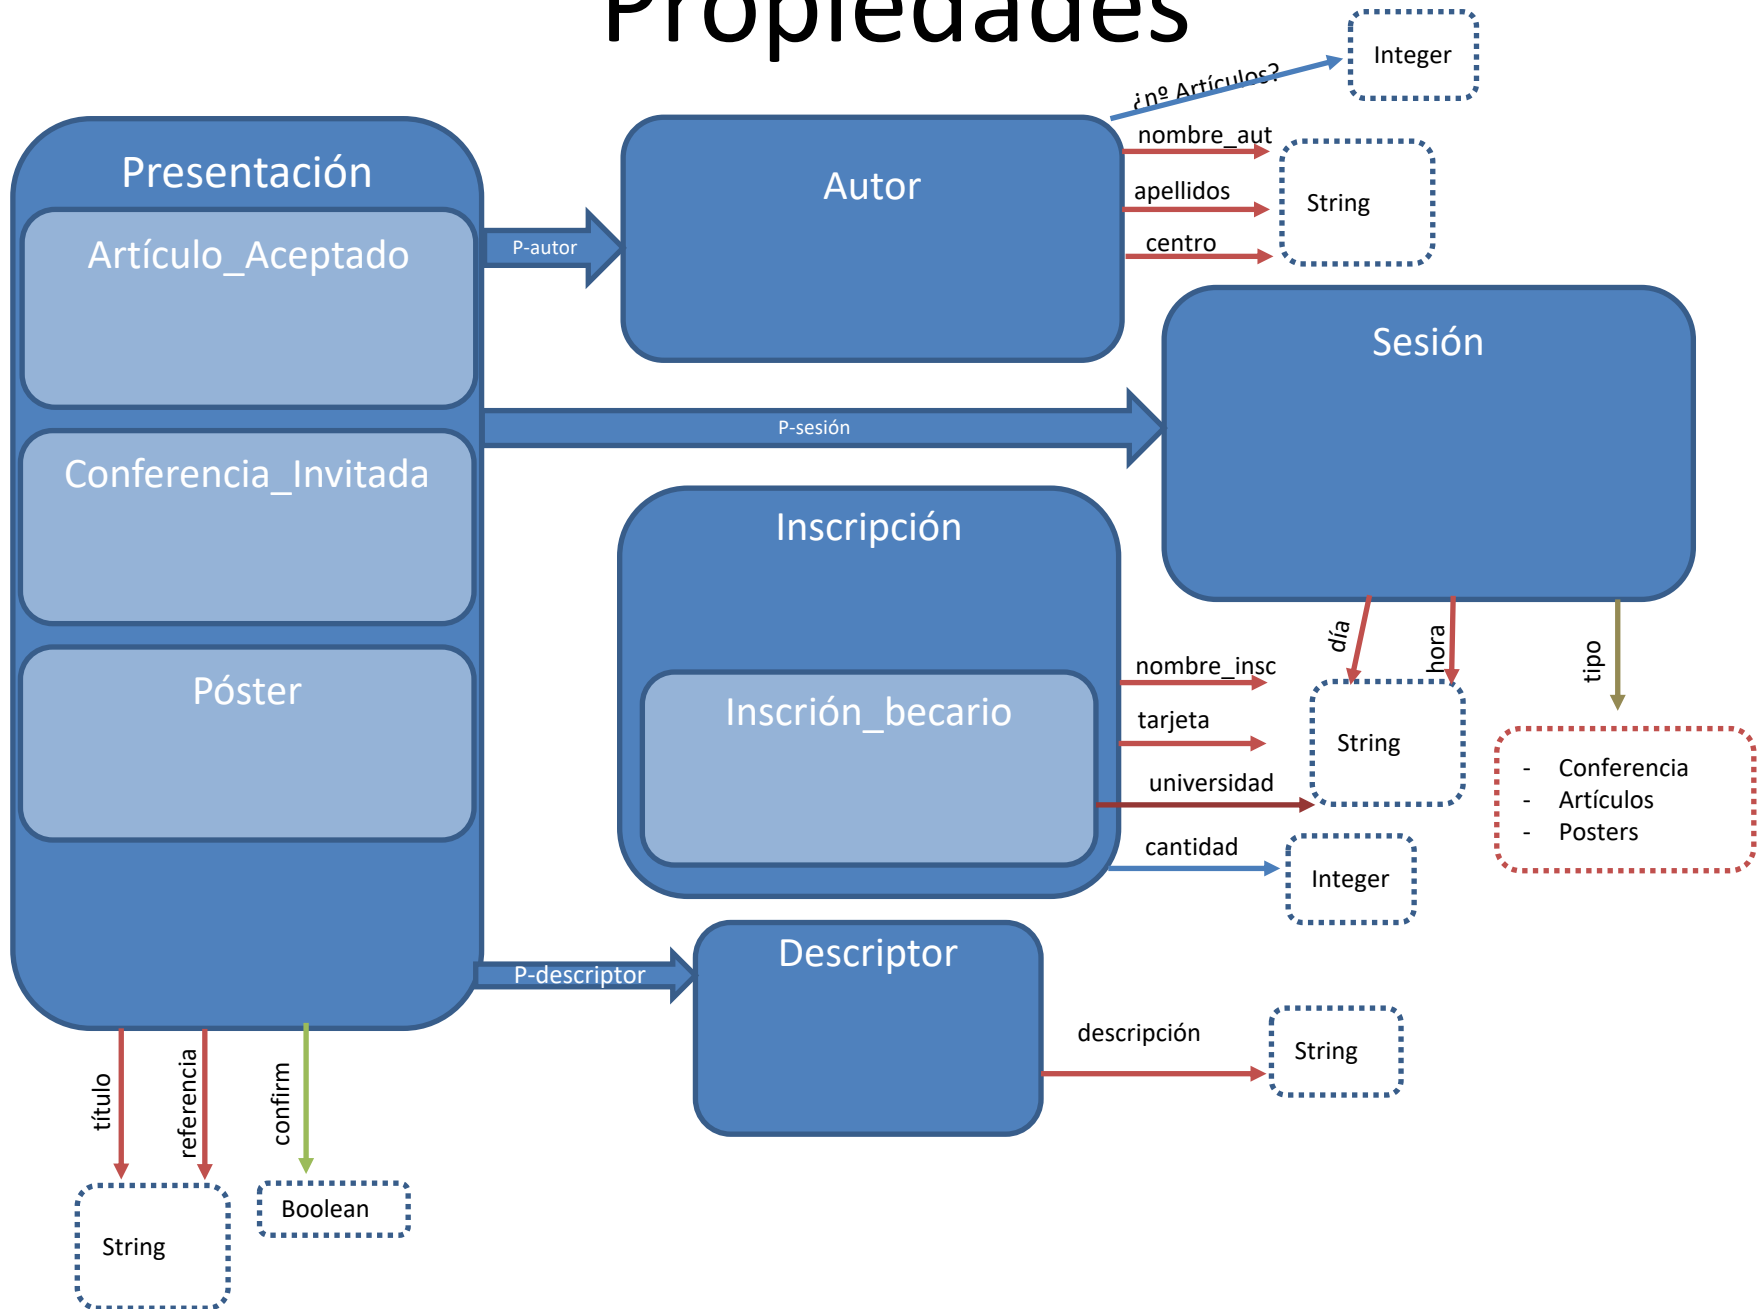 Propiedades
Integer
¿nº Artículos?
nombre_aut
Presentación
Autor
apellidos
String
Artículo_Aceptado
P-autor
centro
Sesión
P-sesión
Conferencia_Invitada
Inscripción
día
hora
tipo
nombre_insc
Póster
Inscrión_becario
tarjeta
String
universidad
- Conferencia
- Artículos
- Posters
cantidad
Integer
Descriptor
P-descriptor
descripción
String
título
referencia
confirm
Boolean
String